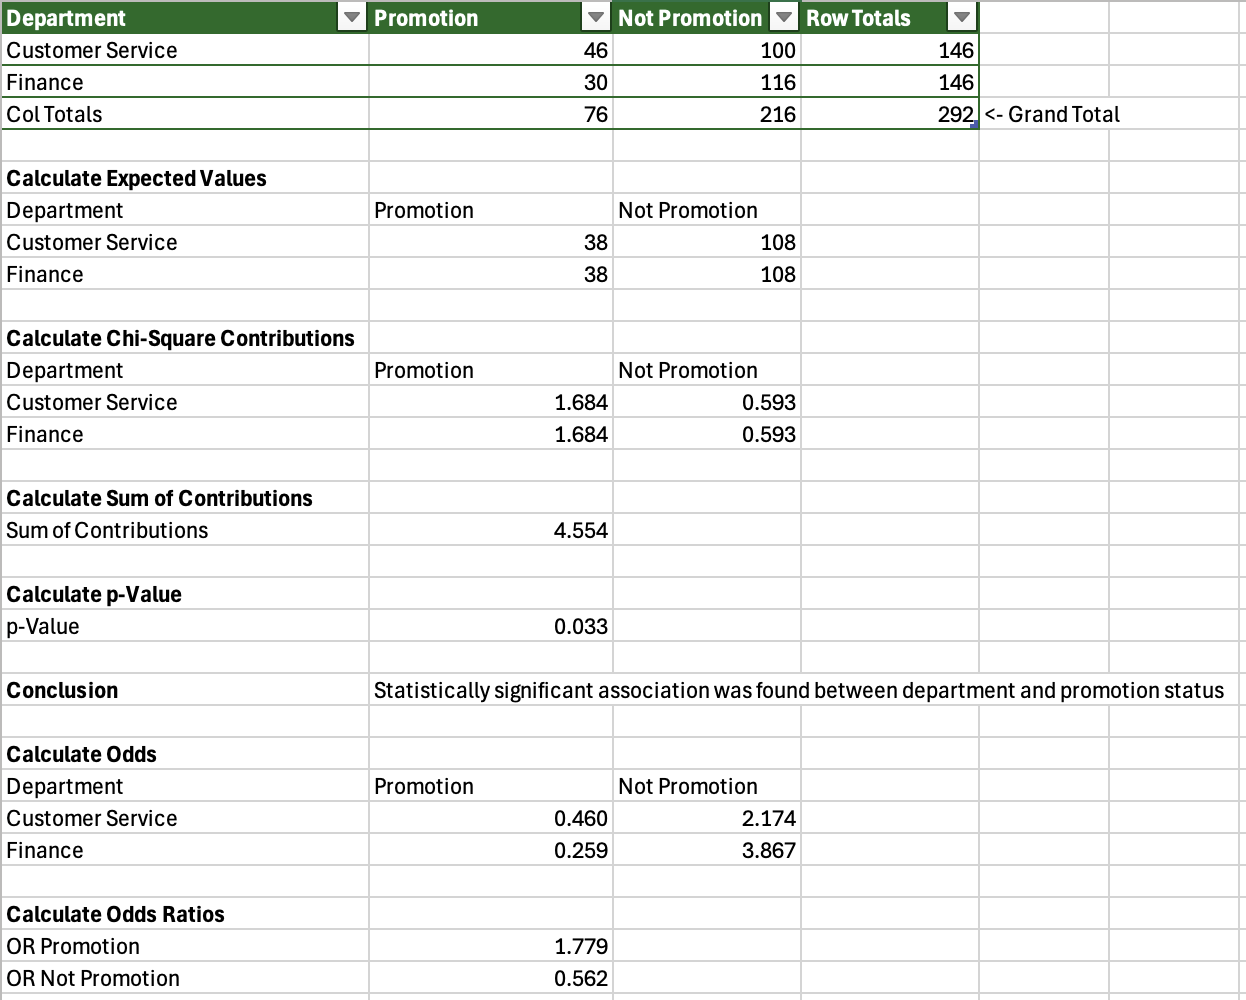 Department Promotion Not Promotion Row Totals
Customer Service 46 100 146
Finance 30 116 146
Col Totals 76 216 292 <- Grand Total
Calculate Expected Values
Department Promotion Not Promotion
Customer Service 38 108
Finance 38 108
Calculate Chi-Square Contributions
Department Promotion Not Promotion
Customer Service 1.684 0.593
Finance 1.684 0.593
Calculate Sum of Contributions
Sum of Contributions 4.554
Calculate p-Value
p-Value 0.033
Conclusion Statistically significant association was found between department and promotion status
Calculate Odds
Department Promotion Not Promotion
Customer Service 0.460 2.174
Finance 0.259 3.867
Calculate Odds Ratios
OR Promotion 1.779
OR Not Promotion 0.562